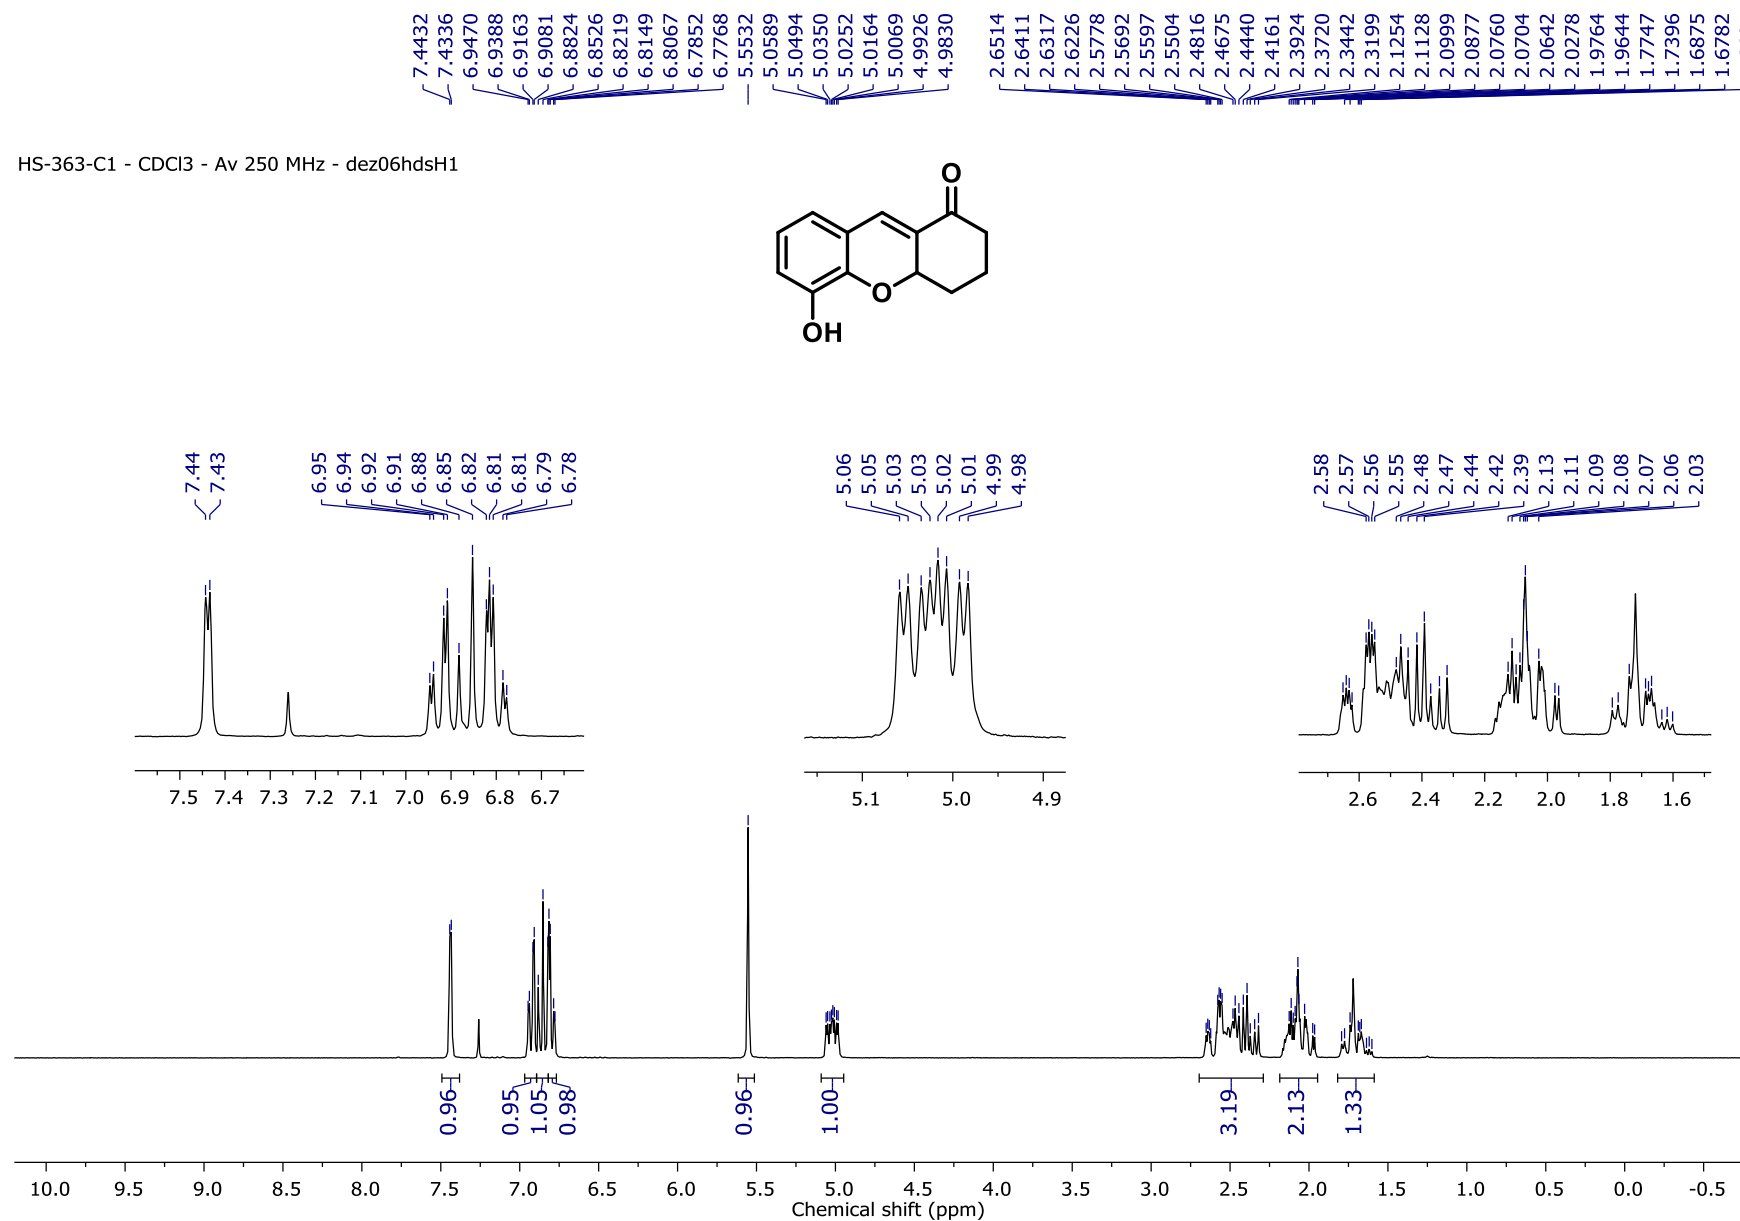 7.4432 7.4336 6.9470 6.9388 6.9163 6.9081 6.8824 6.8526 6.8219 6.8149 6.8067 6.7852 6.7768 5.5532 5.0589 5.0494 5.0350 5.0252 5.0164 5.0069 4.9926 4.9830 2.6514 2.6411 2.6317 2.6226 2.5778 2.5692 2.5597 2.5504 2.4816 2.4675 2.4440 2.4161 2.3924 2.3720 2.3442 2.3199 2.1254 2.1128 2.0999 2.0877 2.0760 2.0704 2.0642 2.0278 1.9764 1.9644 1.7747 1.7396 1.6875 1.6782
HS-363-C1 - CDCl3 - Av 250 MHz - dez06hdsH1
O
O
OH
7.44 7.43 6.95 6.94 6.92 6.91 6.88 6.85 6.82 6.81 6.81 6.79 6.78 5.06 5.05 5.03 5.03 5.02 5.01 4.99 4.98 2.58 2.57 2.56 2.55 2.48 2.47 2.44 2.42 2.39 2.13 2.11 2.09 2.08 2.07 2.06 2.03
7.5 7.4 7.3 7.2 7.1 7.0 6.9 6.8 6.7 5.1 5.0 4.9 2.6 2.4 2.2 2.0 1.8 1.6
0.96 0.95 1.05 0.98 0.96 1.00 3.19 2.13 1.33
10.0 9.5 9.0 8.5 8.0 7.5 7.0 6.5 6.0 5.5 5.0 4.5 4.0 3.5 3.0 2.5 2.0 1.5 1.0 0.5 0.0 -0.5
Chemical shift (ppm)